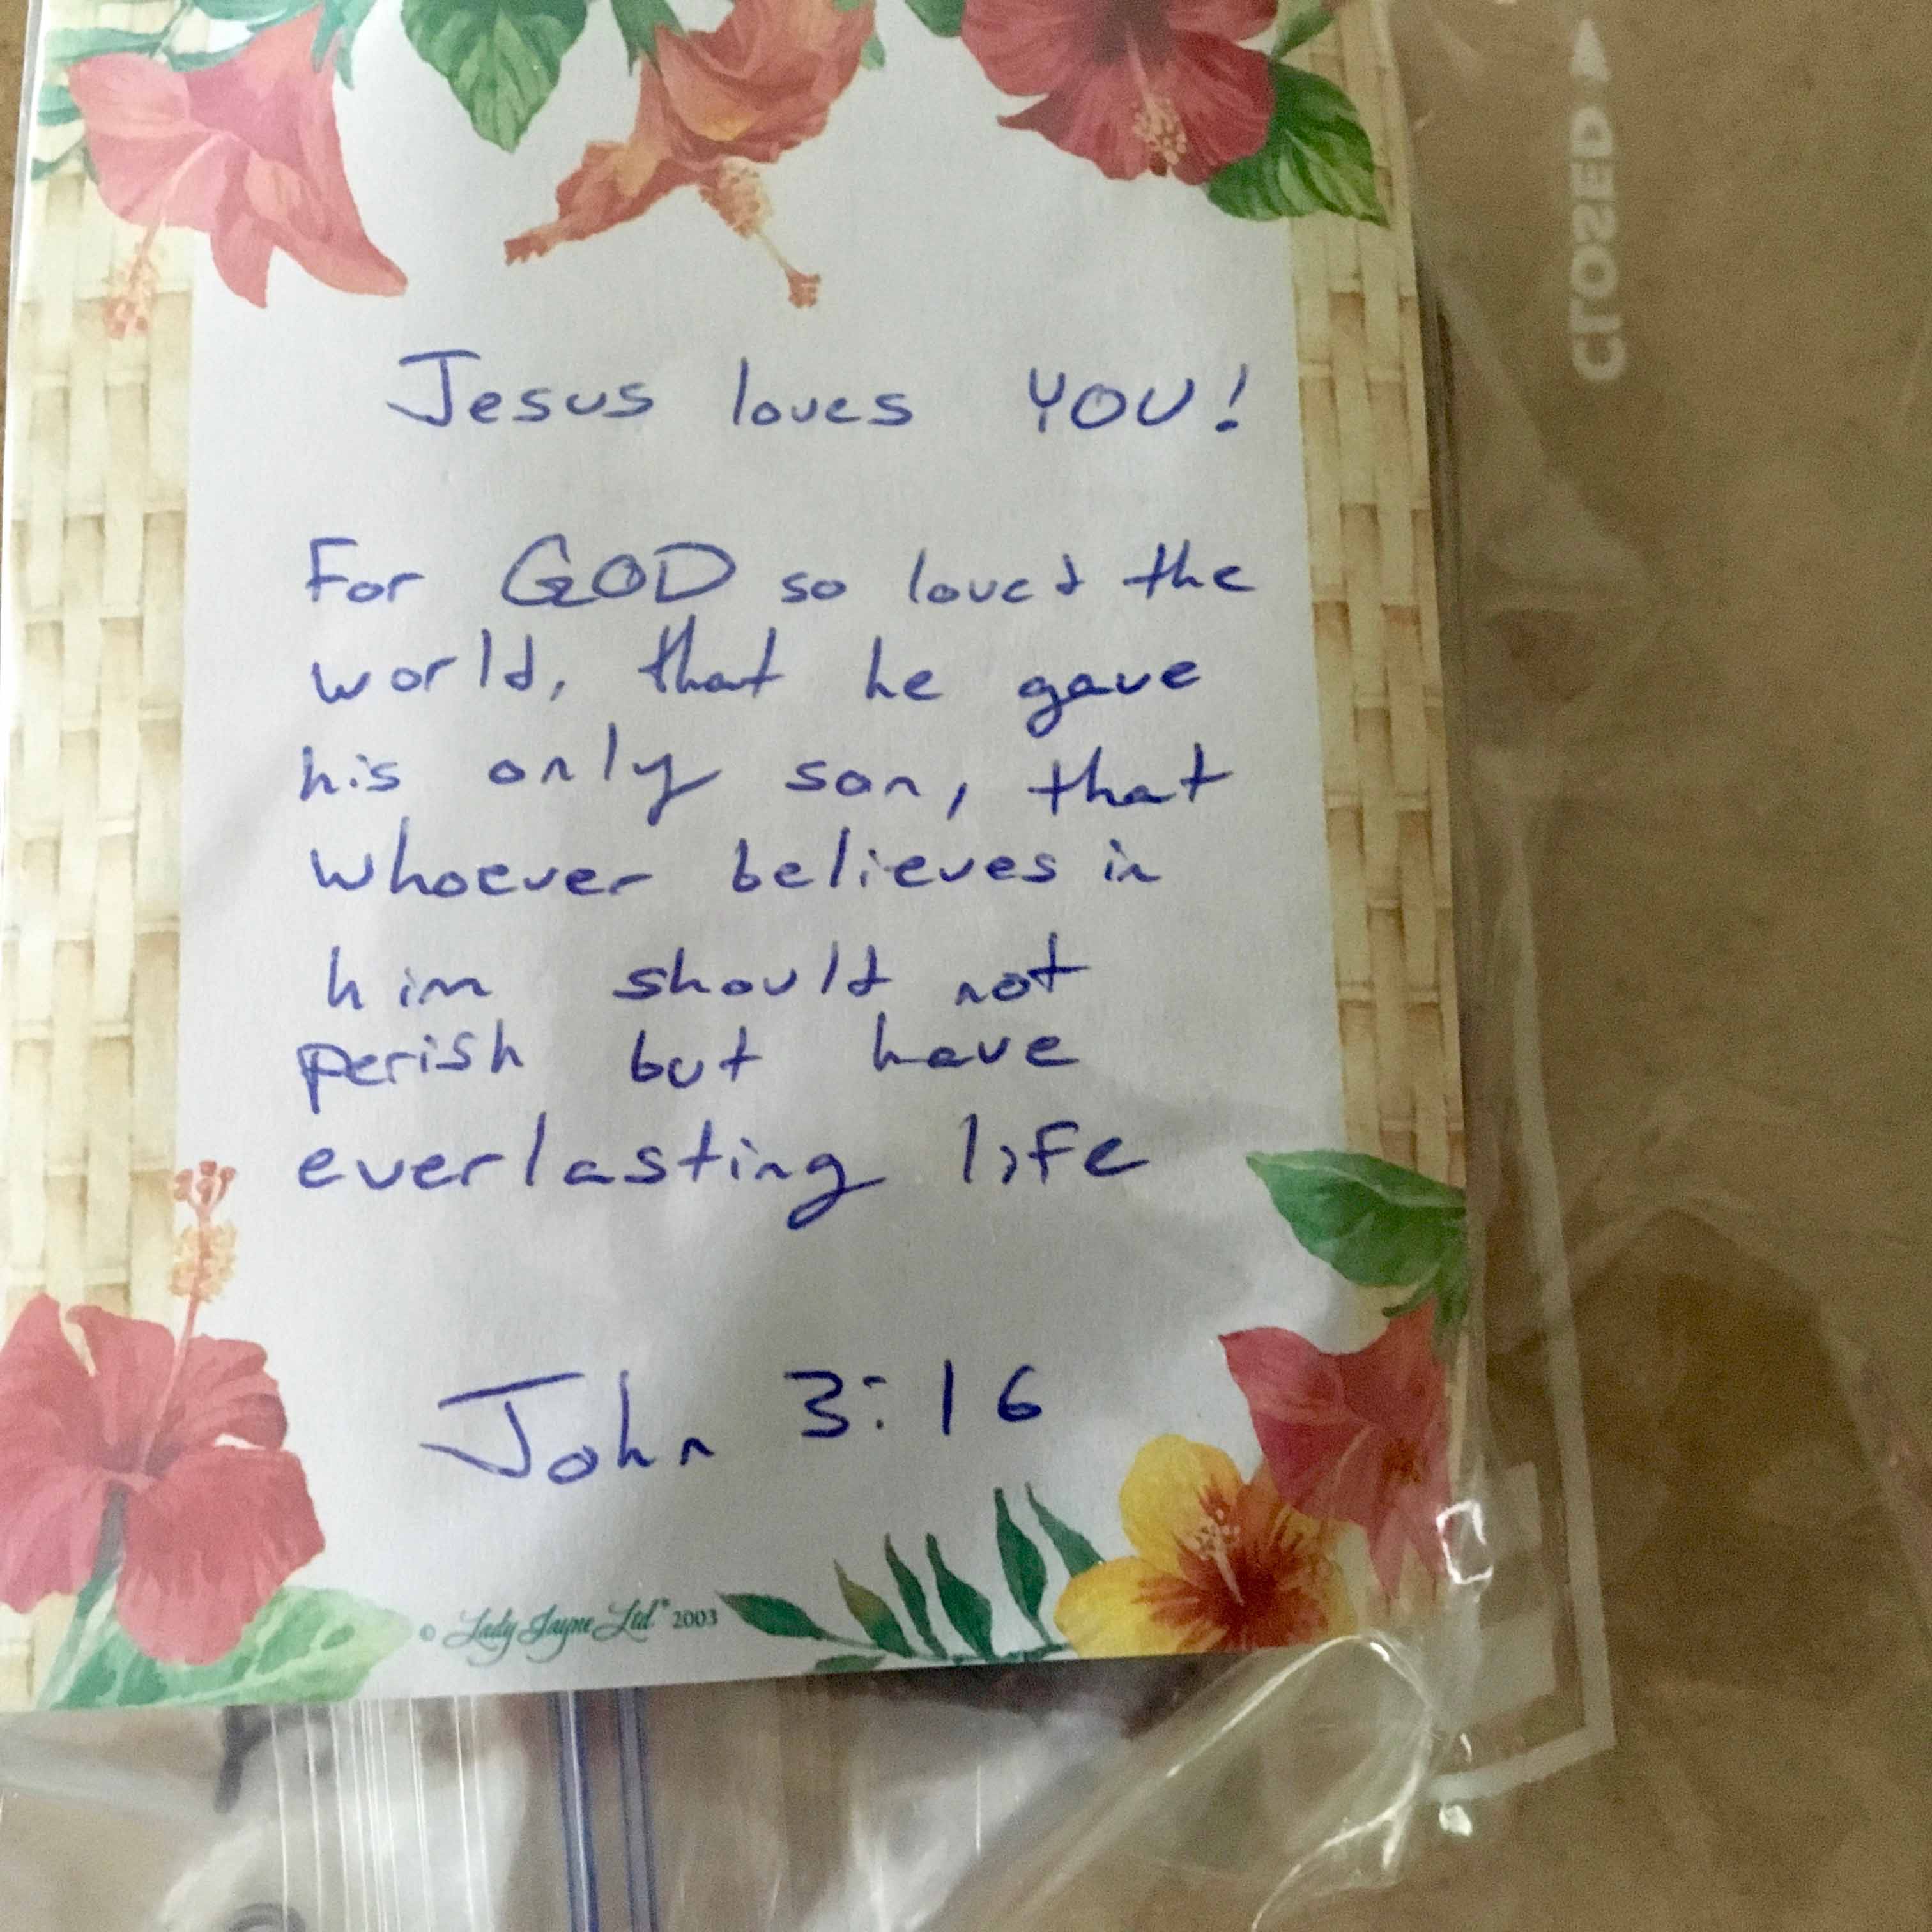 CLOSED
Jesus loves YOU!
For GOD so loved the
world, that he gave
his only son, that
whoever believes in
him should not
perish but have
everlasting life
John 3:16
© Lady Jayne Ltd® 2003